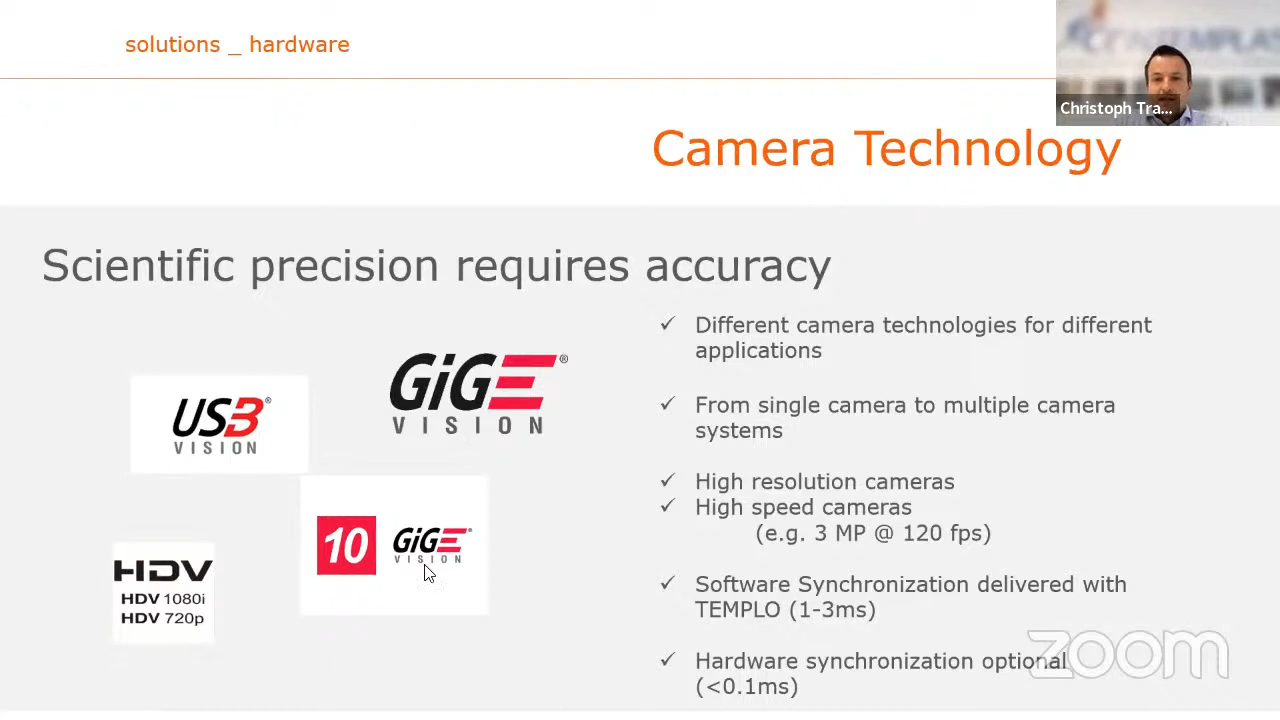 solutions _ hardware
Christoph Tra...
Camera Technology
Scientific precision requires accuracy
USB®
VISION
GiGE®
VISION
10 GiGE®
VISION
HDV
HDV 1080i
HDV 720p
✓ Different camera technologies for different
applications
✓ From single camera to multiple camera
systems
✓ High resolution cameras
✓ High speed cameras
(e.g. 3 MP @ 120 fps)
✓ Software Synchronization delivered with
TEMPLO (1-3ms)
✓ Hardware synchronization optional
(<0.1ms)
zoom